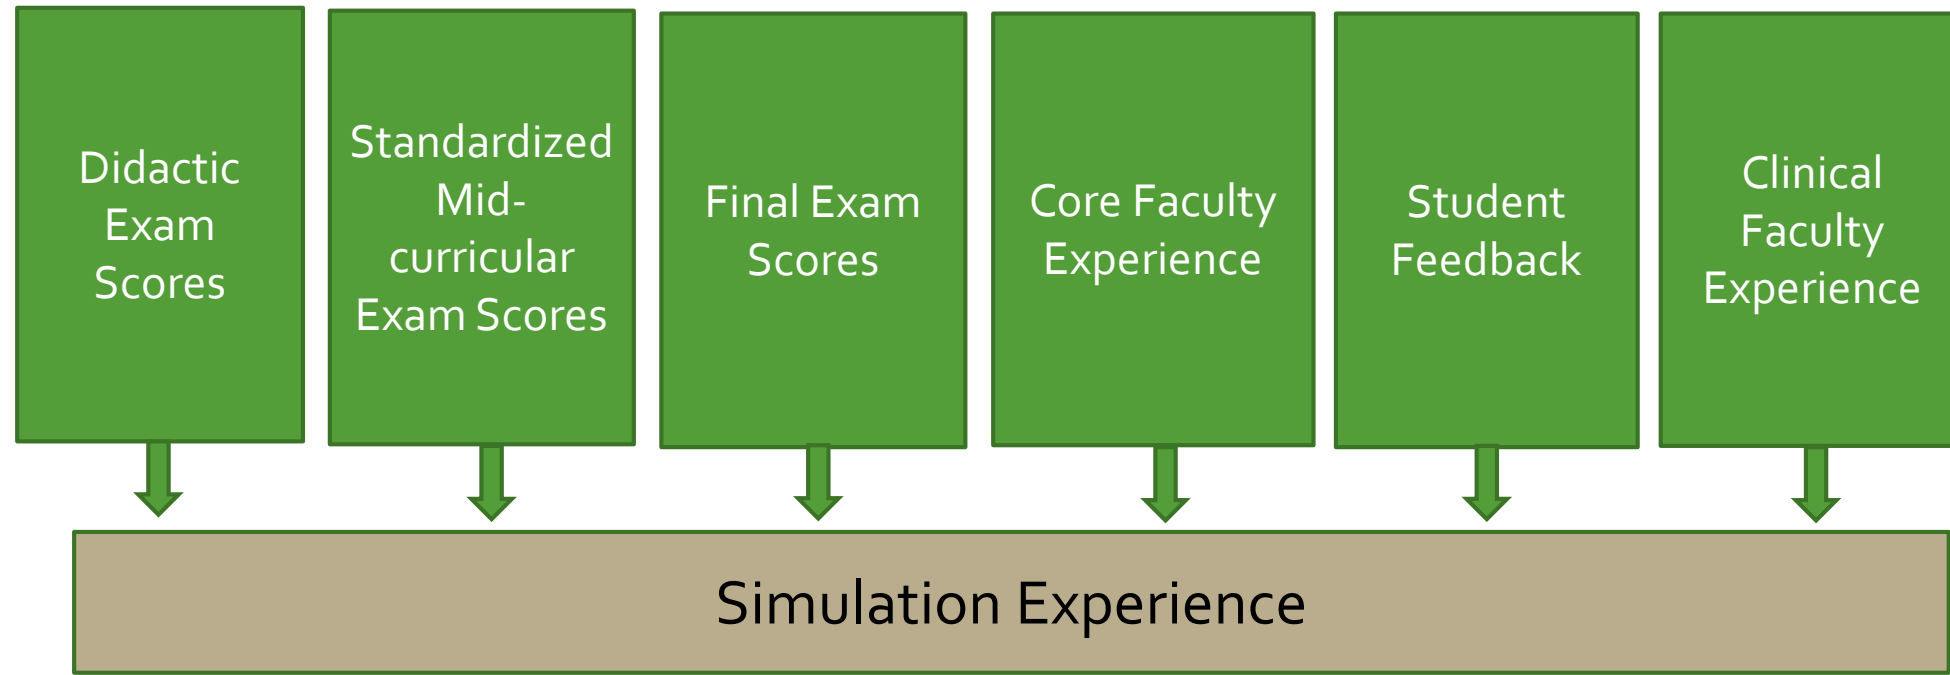 Didactic
Exam
Scores
Standardized
Mid-
curricular
Exam Scores
Final Exam
Scores
Core Faculty
Experience
Student
Feedback
Clinical
Faculty
Experience
Simulation Experience